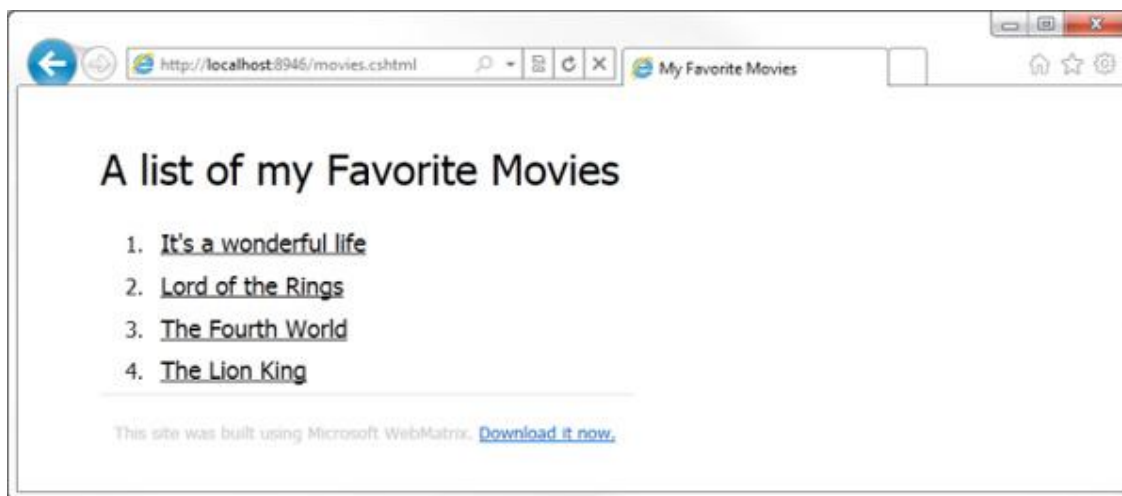 http://localhost:8946/movies.cshtml
My Favorite Movies
A list of my Favorite Movies
1. It's a wonderful life
2. Lord of the Rings
3. The Fourth World
4. The Lion King
This site was built using Microsoft WebMatrix. Download it now.